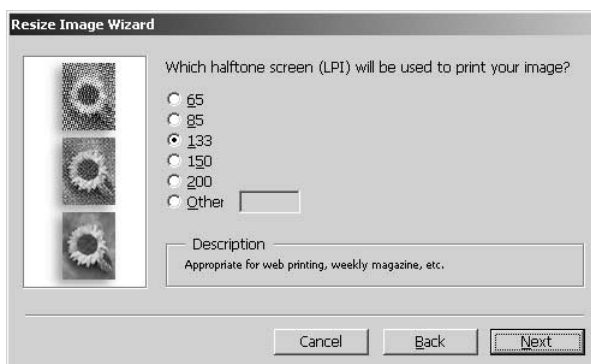 Resize Image Wizard
Which halftone screen (LPI) will be used to print your image?
65
85
133
150
200
Other
Description
Appropriate for web printing, weekly magazine, etc.
Cancel Back Next